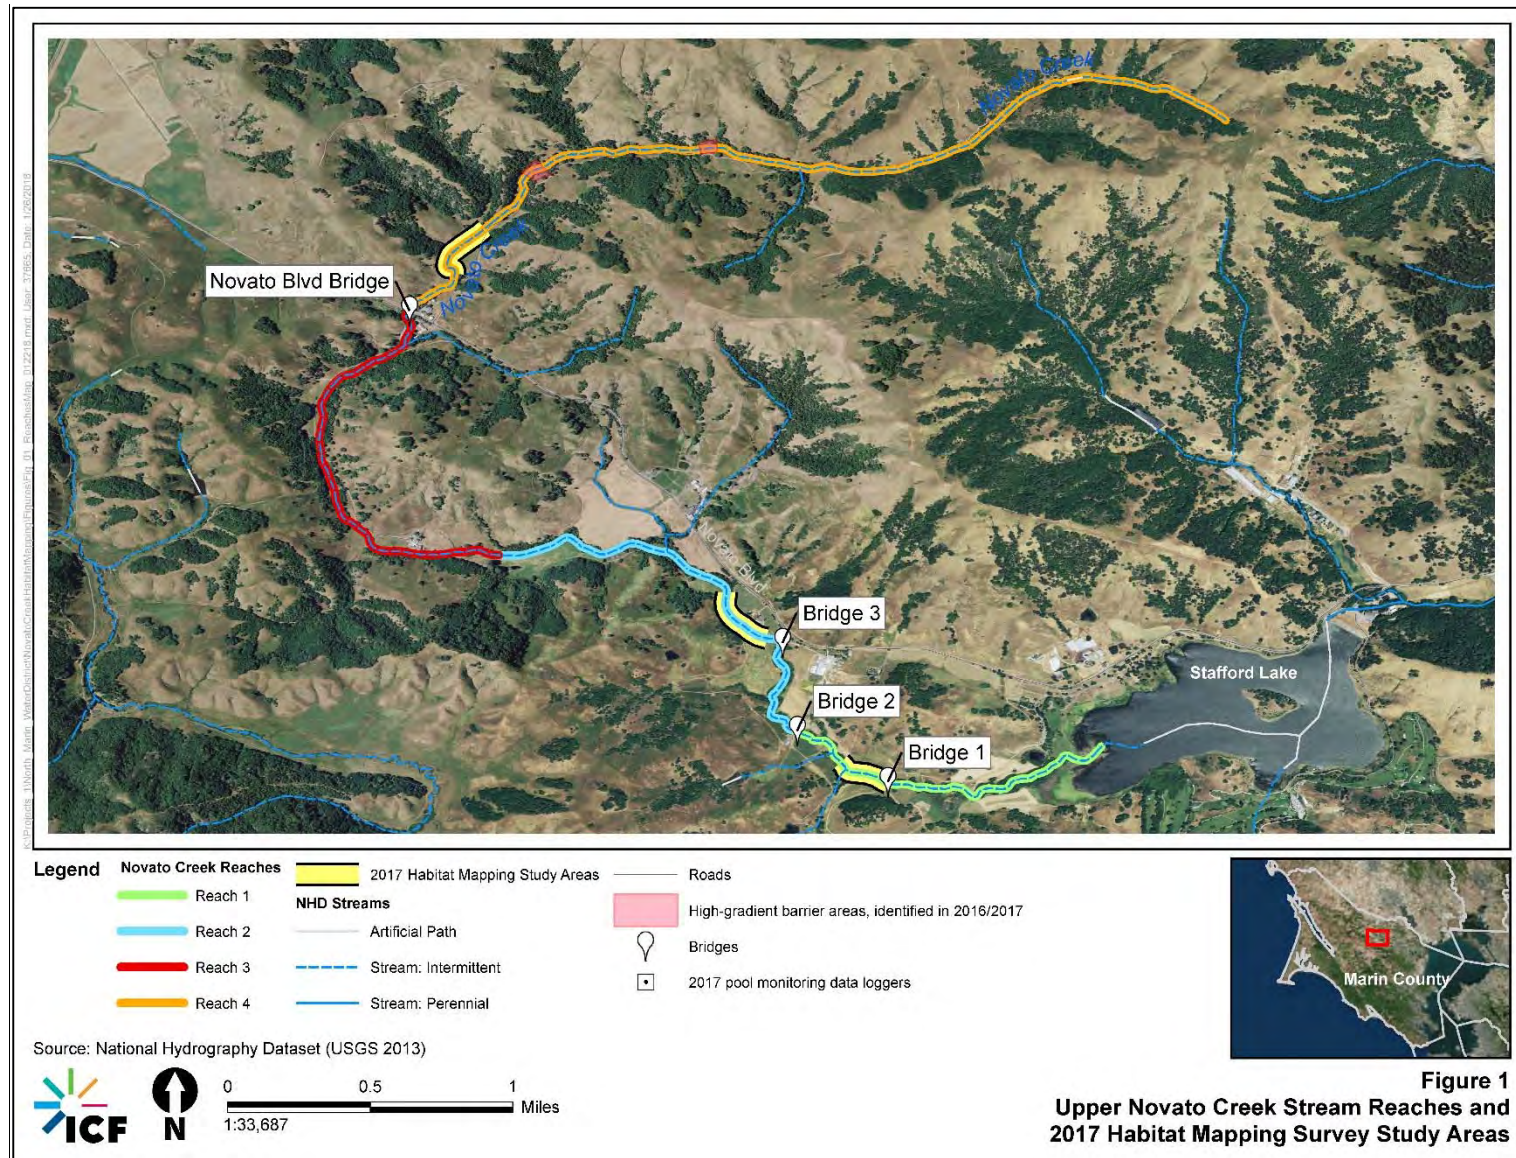 Novato Creek
Novato Creek
Novato Blvd Bridge
Novato Blvd
Bridge 3
Stafford Lake
Bridge 2
Bridge 1
Legend
Novato Creek Reaches
Reach 1
Reach 2
Reach 3
Reach 4
2017 Habitat Mapping Study Areas
NHD Streams
Artificial Path
Stream: Intermittent
Stream: Perennial
Roads
High-gradient barrier areas, identified in 2016/2017
Bridges
2017 pool monitoring data loggers
Marin County
Source: National Hydrography Dataset (USGS 2013)
ICF
N
0 0.5 1
Miles
1:33,687
Figure 1
Upper Novato Creek Stream Reaches and
2017 Habitat Mapping Survey Study Areas